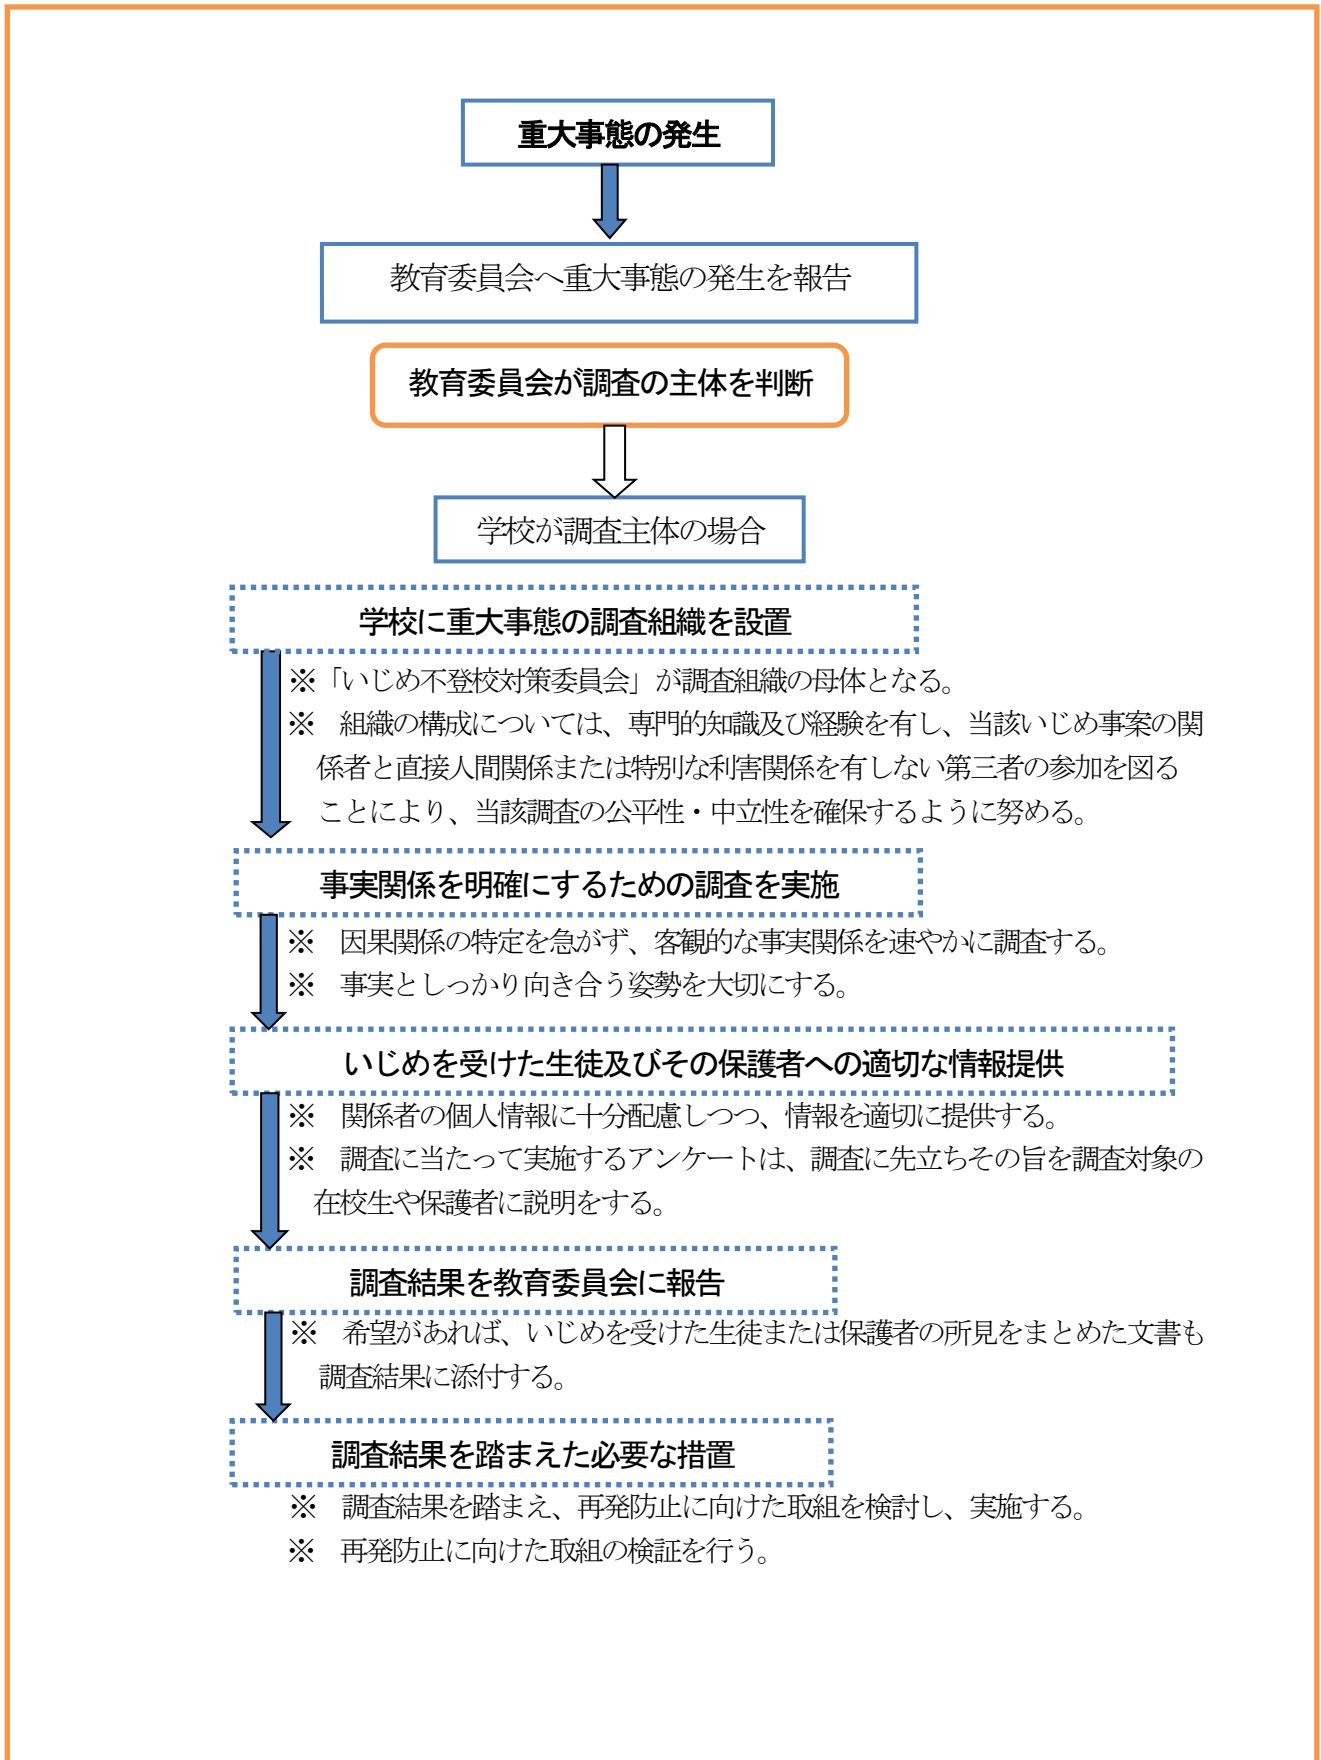 重大事態の発生
教育委員会へ重大事態の発生を報告
教育委員会が調査の主体を判断
学校が調査主体の場合
学校に重大事態の調査組織を設置
※「いじめ不登校対策委員会」が調査組織の母体となる。
※　組織の構成については、専門的知識及び経験を有し、当該いじめ事案の関
係者と直接人間関係または特別な利害関係を有しない第三者の参加を図る
ことにより、当該調査の公平性・中立性を確保するように努める。
事実関係を明確にするための調査を実施
※　因果関係の特定を急がず、客観的な事実関係を速やかに調査する。
※　事実としっかり向き合う姿勢を大切にする。
いじめを受けた生徒及びその保護者への適切な情報提供
※　関係者の個人情報に十分配慮しつつ、情報を適切に提供する。
※　調査に当たって実施するアンケートは、調査に先立ちその旨を調査対象の
在校生や保護者に説明をする。
調査結果を教育委員会に報告
※　希望があれば、いじめを受けた生徒または保護者の所見をまとめた文書も
調査結果に添付する。
調査結果を踏まえた必要な措置
※　調査結果を踏まえ、再発防止に向けた取組を検討し、実施する。
※　再発防止に向けた取組の検証を行う。